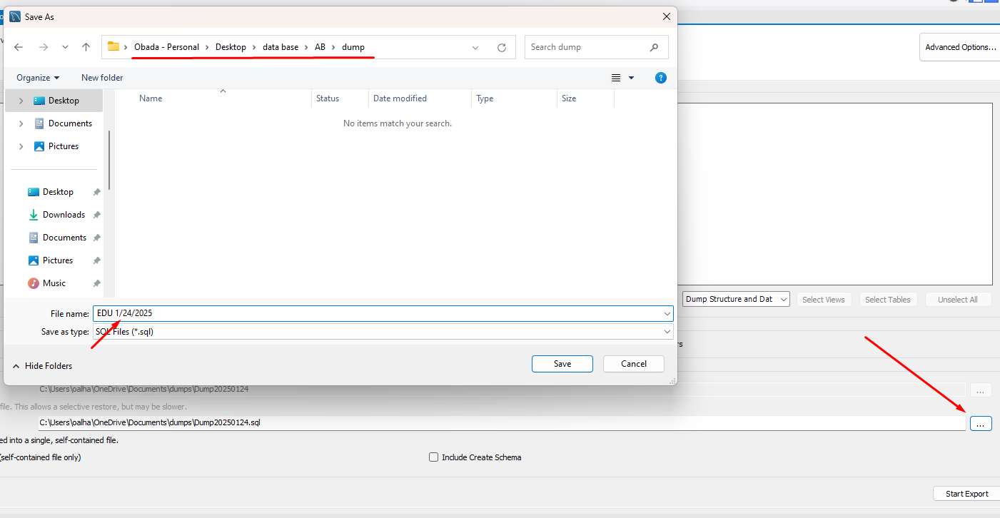 Save As
Obada - Personal > Desktop > data base > AB > dump
Search dump
Advanced Options...
Organize
New folder
Name
Status
Date modified
Type
Size
No items match your search.
Desktop
Documents
Pictures
Desktop
Downloads
Documents
Pictures
Music
Dump Structure and Dat
Select Views
Select Tables
Unselect All
File name: EDU 1/24/2025
Save as type: SQL Files (*.sql)
rs
Save
Cancel
Hide Folders
C:\Users\oalha\OneDrive\Documents\dumps\Dump20250124
...
file. This allows a selective restore, but may be slower.
C:\Users\oalha\OneDrive\Documents\dumps\Dump20250124.sql
...
ed into a single, self-contained file.
(self-contained file only)
Include Create Schema
Start Export